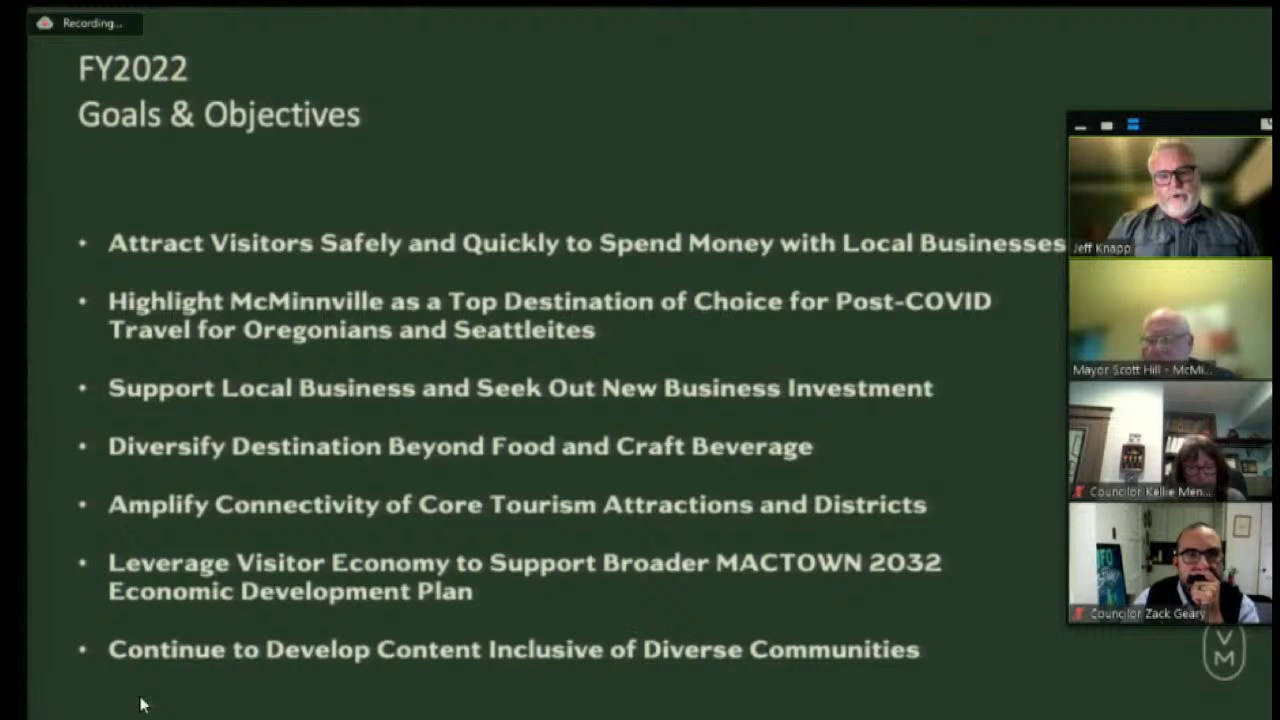 Recording...
FY2022
Goals & Objectives
• Attract Visitors Safely and Quickly to Spend Money with Local Businesses
• Highlight McMinnville as a Top Destination of Choice for Post-COVID
Travel for Oregonians and Seattleites
• Support Local Business and Seek Out New Business Investment
• Diversify Destination Beyond Food and Craft Beverage
• Amplify Connectivity of Core Tourism Attractions and Districts
• Leverage Visitor Economy to Support Broader MACTOWN 2032
Economic Development Plan
• Continue to Develop Content Inclusive of Diverse Communities
Jeff Knapp
Mayor Scott Hill - McMi...
Councilor Kellie Men...
Councilor Zack Geary
V
M